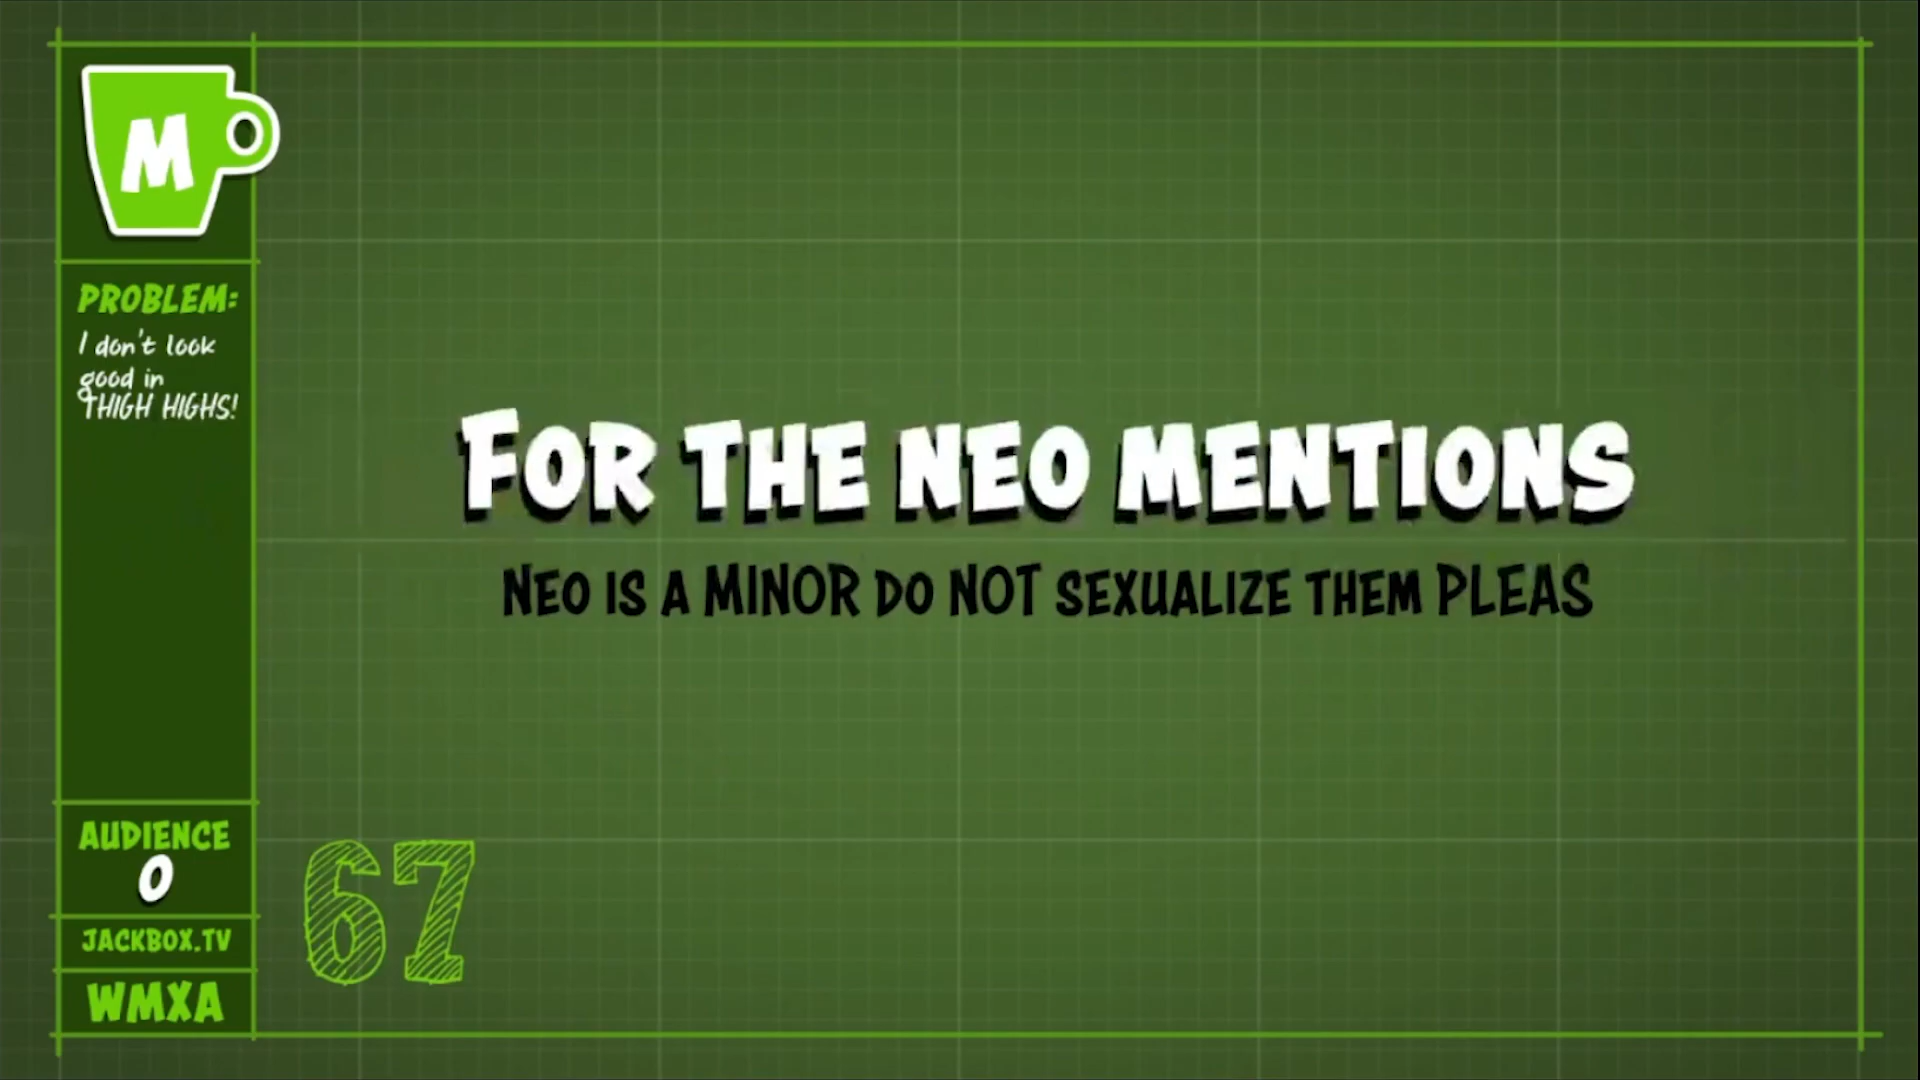 M
PROBLEM:
I don't look
good in
THIGH HIGHS!
FOR THE NEO MENTIONS
NEO IS A MINOR DO NOT SEXUALIZE THEM PLEAS
AUDIENCE
0
JACKBOX.TV
WMXA
67